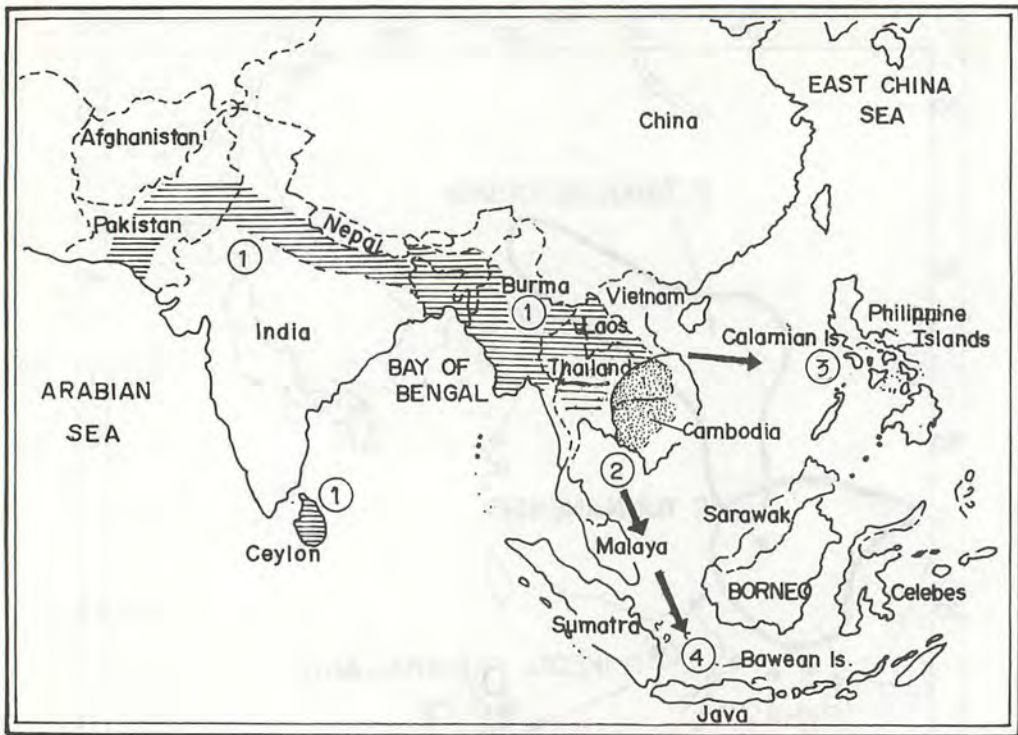 EAST CHINA
SEA
China
Afghanistan
Pakistan
Nepal
1
Burma
1
Vietnam
Laos
India
Calamian Is.
Philippine
Islands
3
BAY OF
BENGAL
Thailand
ARABIAN
SEA
Cambodia
2
1
Ceylon
Sarawak
Malaya
BORNEO
Celebes
Sumatra
4
Bawean Is.
Java